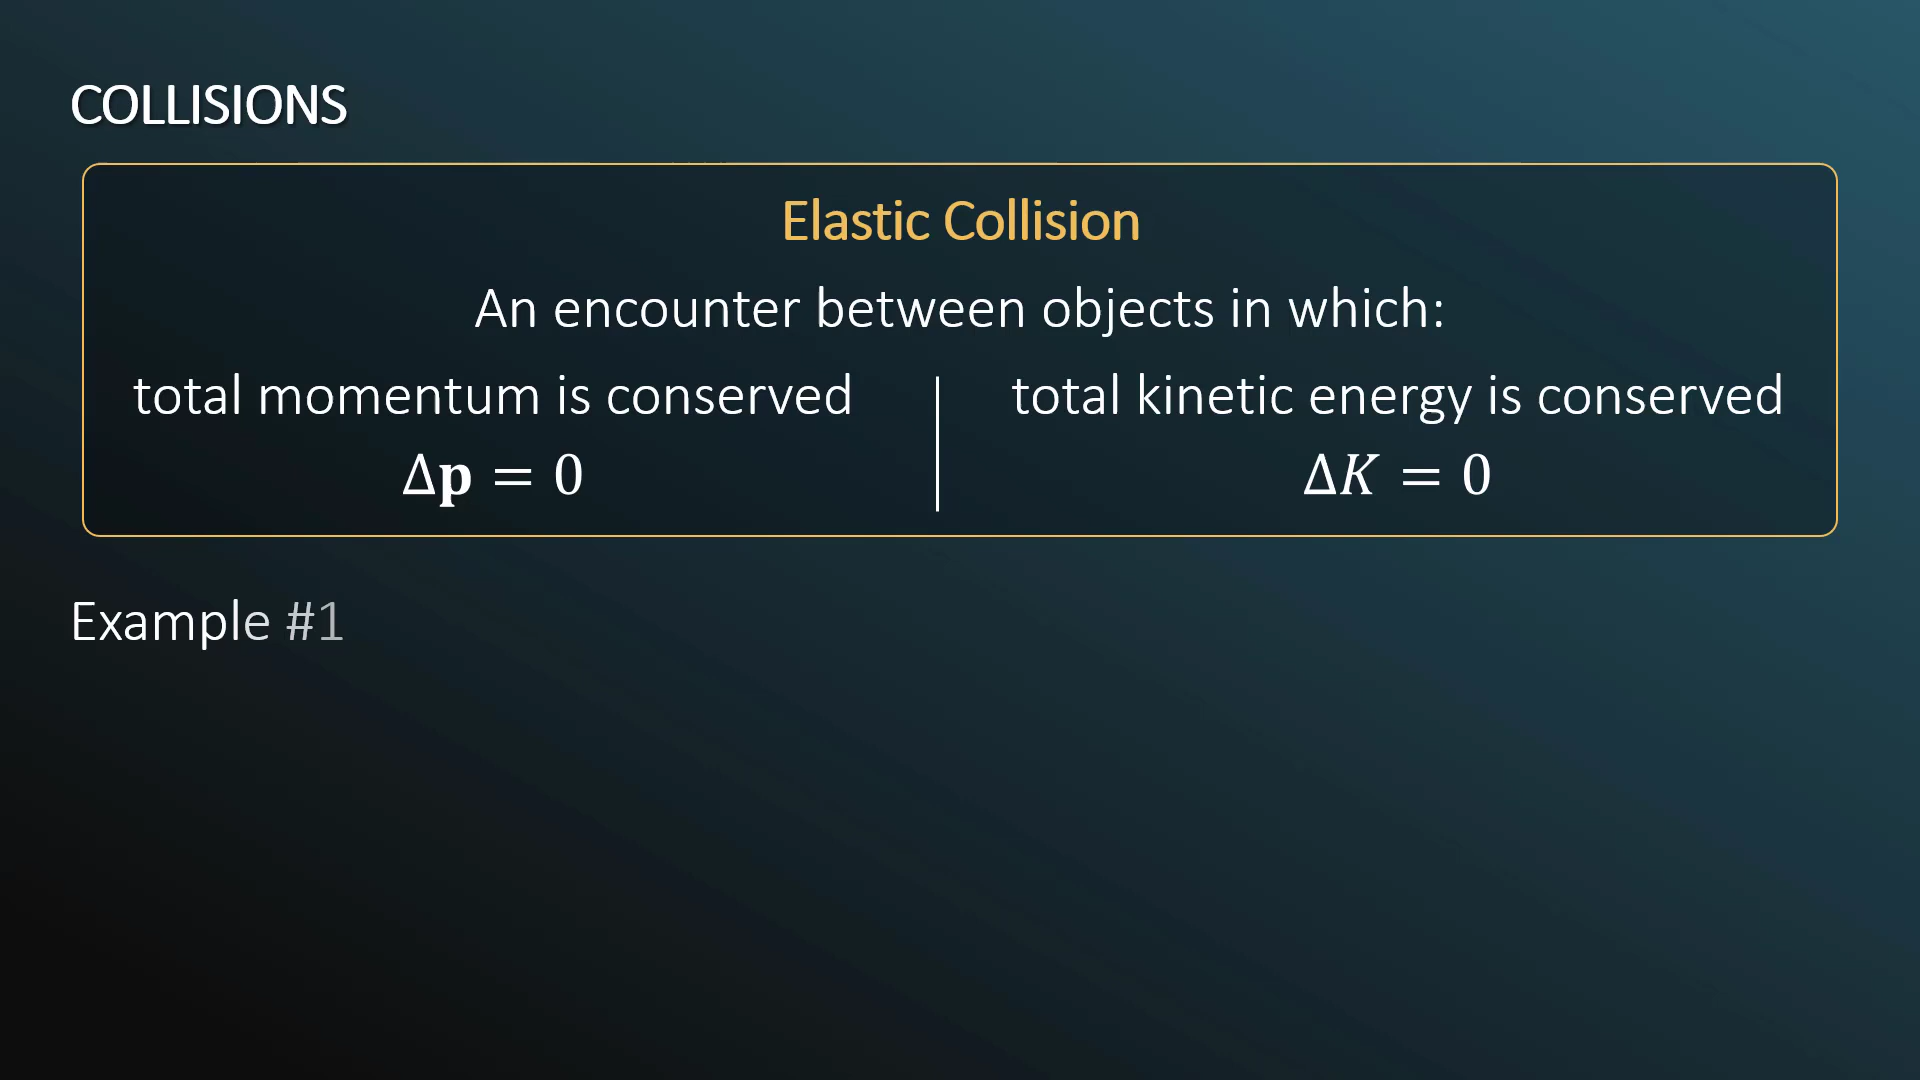 COLLISIONS
Elastic Collision
An encounter between objects in which:
total momentum is conserved
Δ𝐩 = 0
total kinetic energy is conserved
Δ𝐾 = 0
Example #1